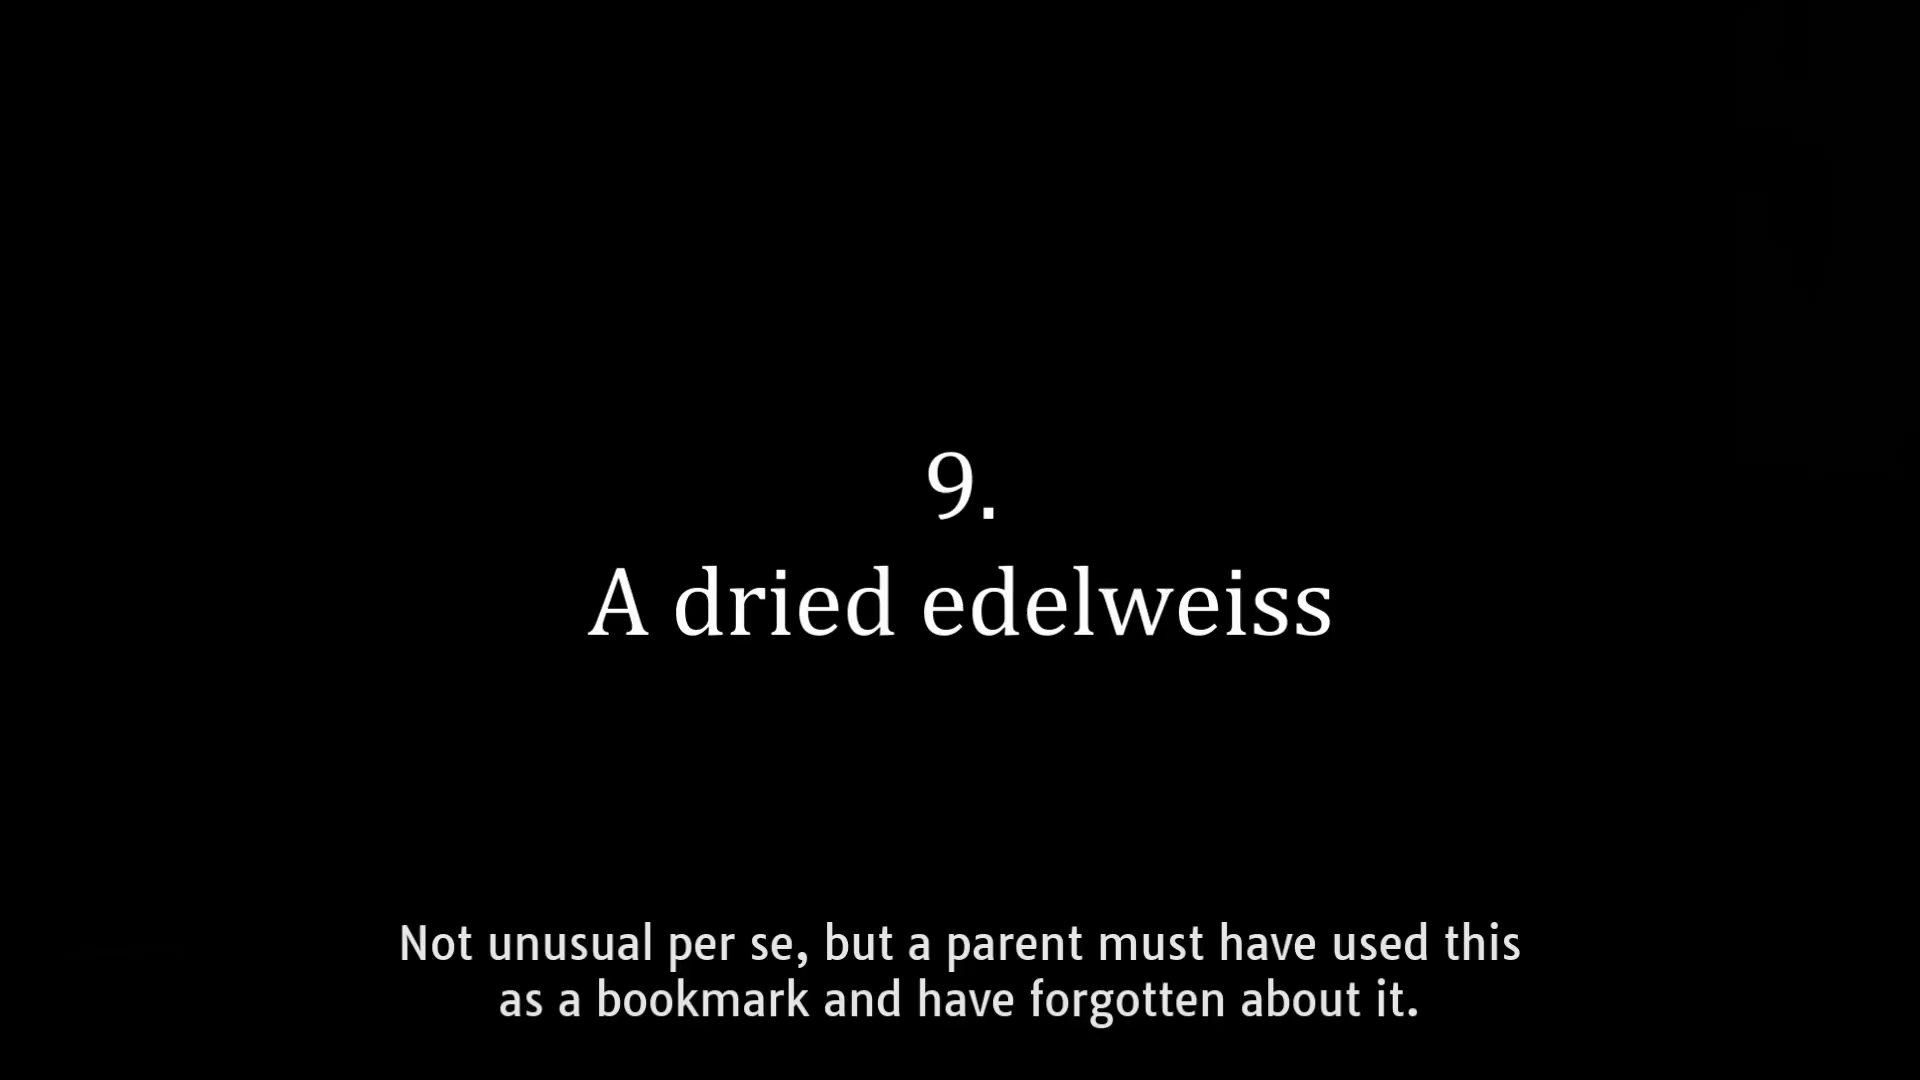 9.
A dried edelweiss
Not unusual per se, but a parent must have used this
as a bookmark and have forgotten about it.